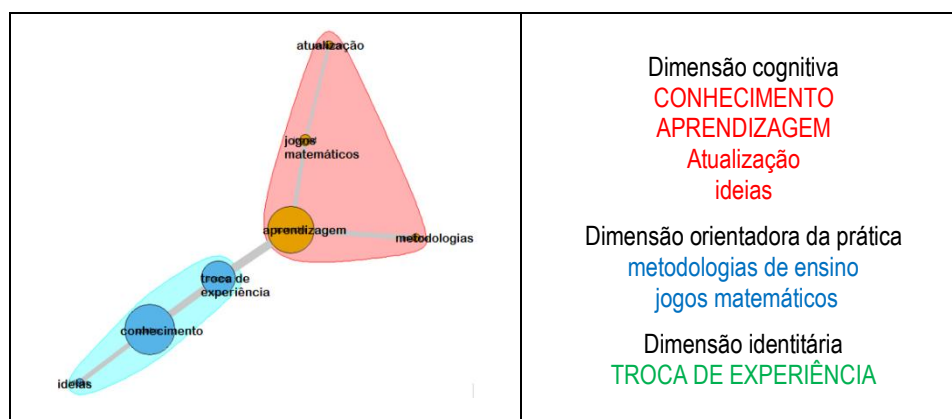 atualização
jogos
matemáticos
aprendizagem
metodologias
troca de
experiência
conhecimento
ideias
Dimensão cognitiva
CONHECIMENTO
APRENDIZAGEM
Atualização
ideias
Dimensão orientadora da prática
metodologias de ensino
jogos matemáticos
Dimensão identitária
TROCA DE EXPERIÊNCIA